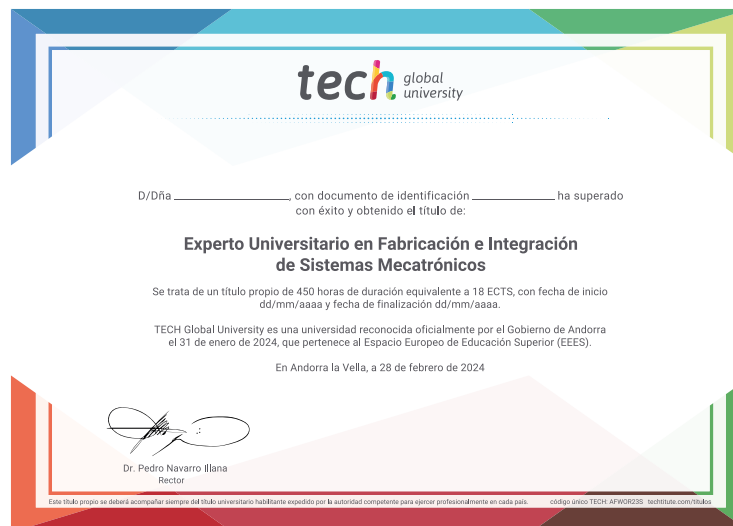 tech global
university
D/Dña ____________________, con documento de identificación ______________ ha superado
con éxito y obtenido el título de:
Experto Universitario en Fabricación e Integración
de Sistemas Mecatrónicos
Se trata de un título propio de 450 horas de duración equivalente a 18 ECTS, con fecha de inicio
dd/mm/aaaa y fecha de finalización dd/mm/aaaa.
TECH Global University es una universidad reconocida oficialmente por el Gobierno de Andorra
el 31 de enero de 2024, que pertenece al Espacio Europeo de Educación Superior (EEES).
En Andorra la Vella, a 28 de febrero de 2024
Dr. Pedro Navarro Illana
Rector
Este título propio se deberá acompañar siempre del título universitario habilitante expedido por la autoridad competente para ejercer profesionalmente en cada país. código único TECH: AFWOR23S techtitute.com/titulos